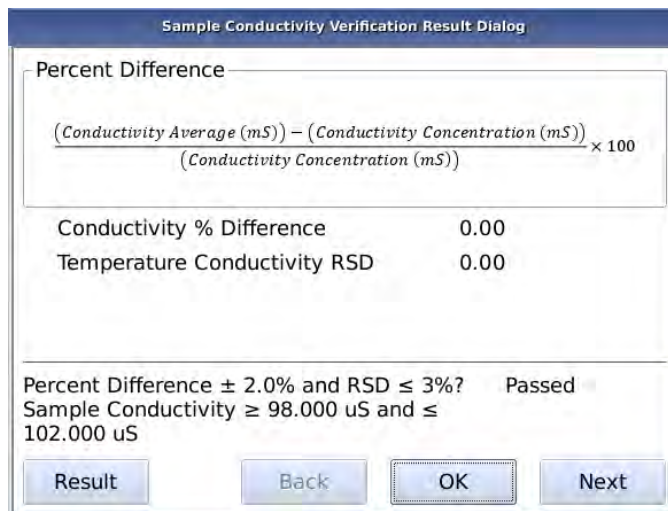 Sample Conductivity Verification Result Dialog
Percent Difference
(Conductivity Average (mS)) − (Conductivity Concentration (mS))
(Conductivity Concentration (mS))
× 100
Conductivity % Difference 0.00
Temperature Conductivity RSD 0.00
Percent Difference ± 2.0% and RSD ≤ 3%? Passed
Sample Conductivity ≥ 98.000 uS and ≤
102.000 uS
Result Back OK Next